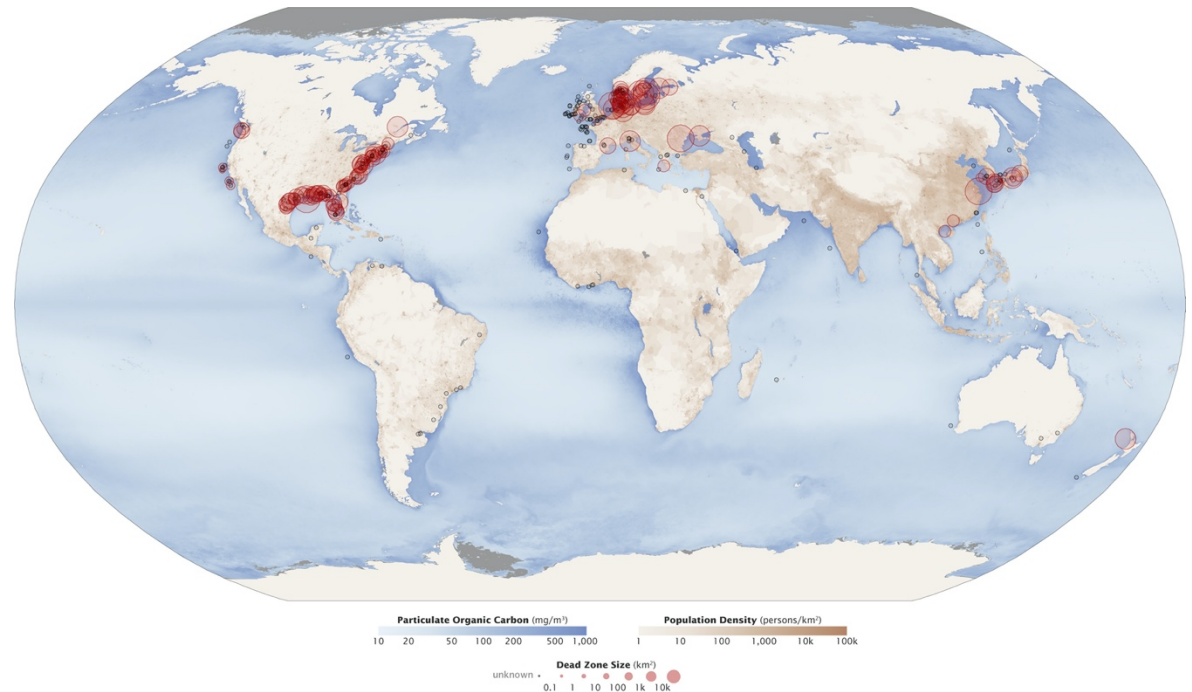 Particulate Organic Carbon (mg/m³)
10 20 50 100 200 500 1,000
Population Density (persons/km²)
1 10 100 1,000 10k 100k
Dead Zone Size (km²)
unknown
0.1 1 10 100 1k 10k